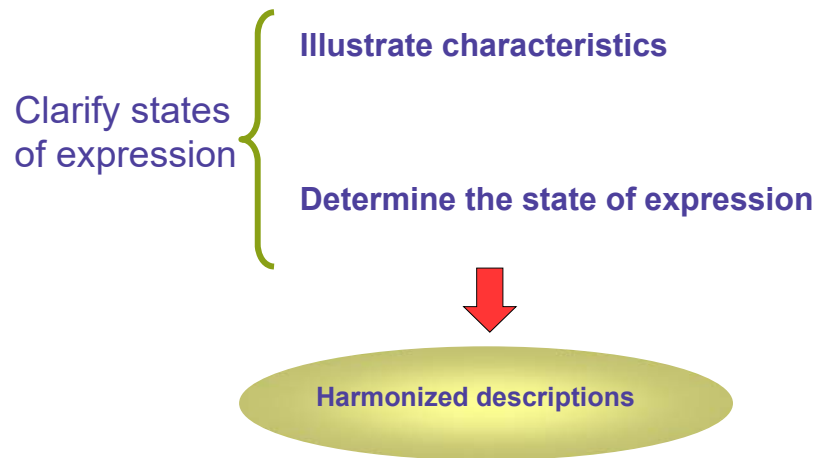 Illustrate characteristics
Clarify states
of expression
Determine the state of expression
Harmonized descriptions